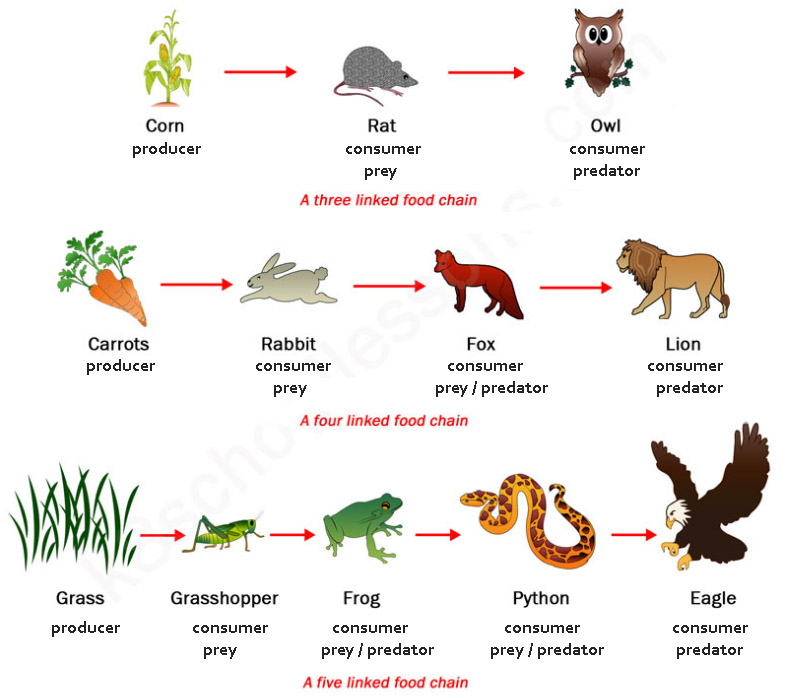 Corn Rat Owl
producer consumer consumer
prey predator
A three linked food chain
Carrots Rabbit Fox Lion
producer consumer consumer consumer
prey prey / predator predator
A four linked food chain
Grass Grasshopper Frog Python Eagle
producer consumer consumer consumer consumer
prey prey / predator prey / predator predator
A five linked food chain